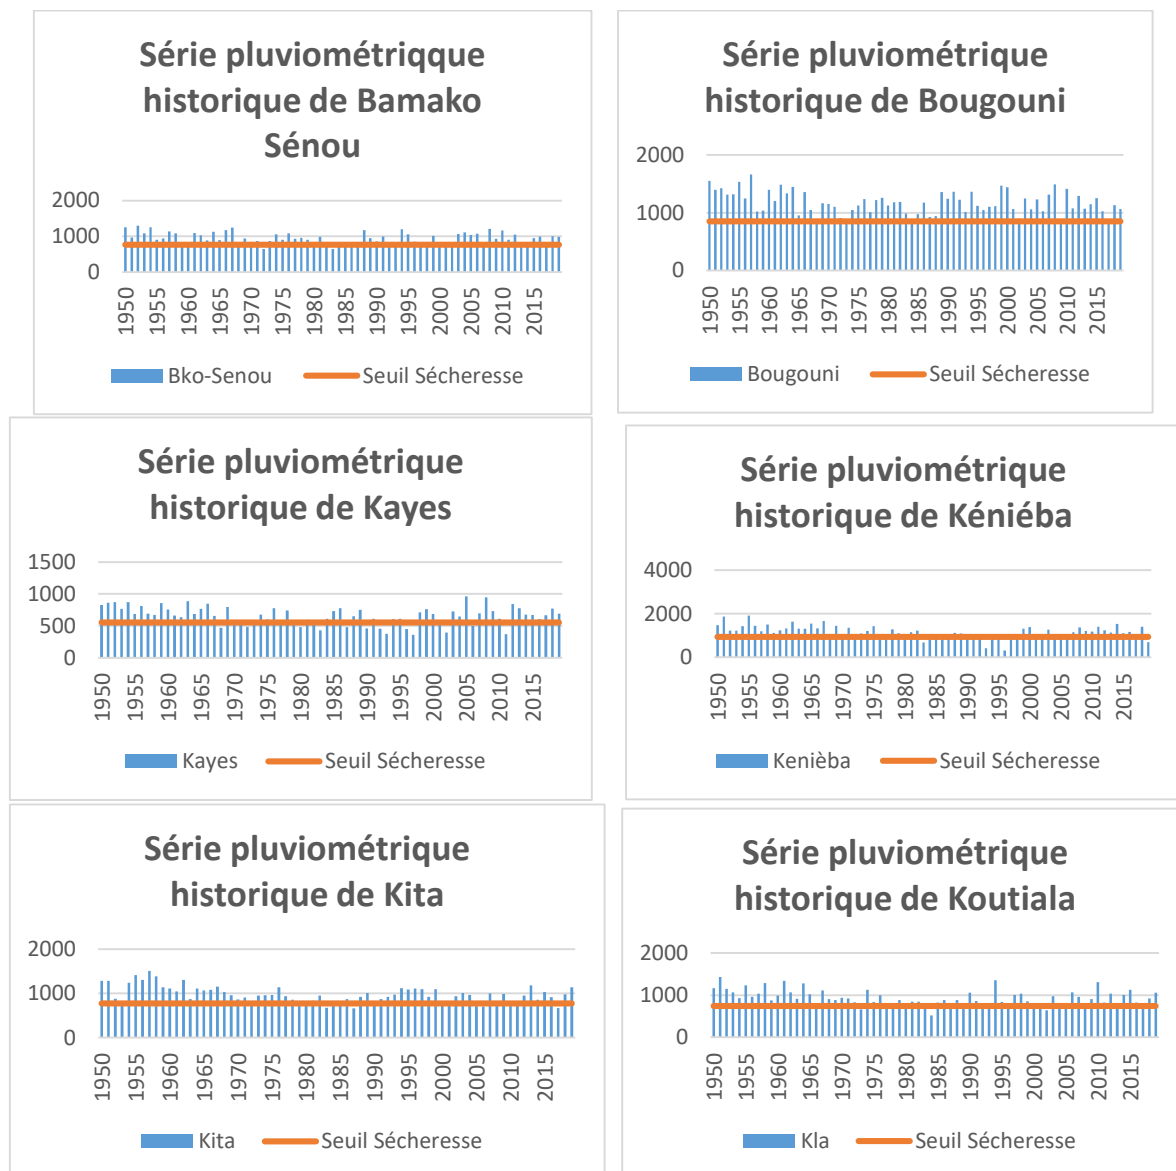 Série pluviométriqque
historique de Bamako
Sénou
2000
1000
0
1950 1955 1960 1965 1970 1975 1980 1985 1990 1995 2000 2005 2010 2015
Bko-Senou Seuil Sécheresse
Série pluviométrique
historique de Bougouni
2000
1000
0
1950 1955 1960 1965 1970 1975 1980 1985 1990 1995 2000 2005 2010 2015
Bougouni Seuil Sécheresse
Série pluviométrique
historique de Kayes
1500
1000
500
0
1950 1955 1960 1965 1970 1975 1980 1985 1990 1995 2000 2005 2010 2015
Kayes Seuil Sécheresse
Série pluviométrique
historique de Kéniéba
4000
2000
0
1950 1955 1960 1965 1970 1975 1980 1985 1990 1995 2000 2005 2010 2015
Kenièba Seuil Sécheresse
Série pluviométrique
historique de Kita
2000
1000
0
1950 1955 1960 1965 1970 1975 1980 1985 1990 1995 2000 2005 2010 2015
Kita Seuil Sécheresse
Série pluviométrique
historique de Koutiala
2000
1000
0
1950 1955 1960 1965 1970 1975 1980 1985 1990 1995 2000 2005 2010 2015
Kla Seuil Sécheresse